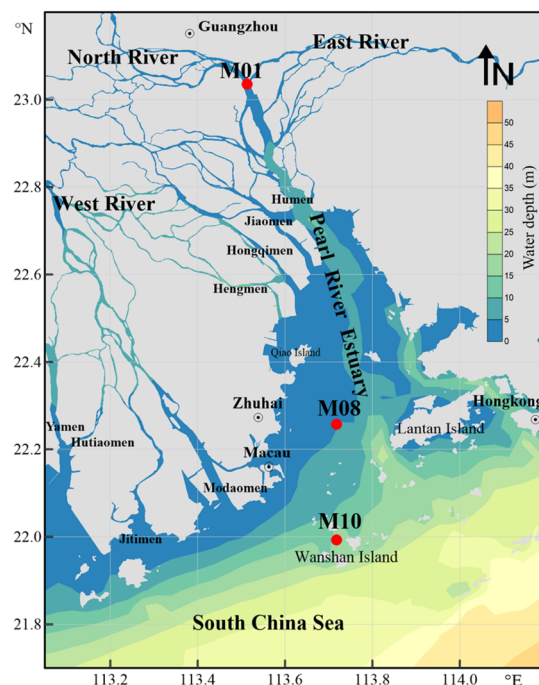 °N
Guangzhou
North River
East River
M01
N
23.0
22.8
22.6
22.4
22.2
22.0
21.8
50
45
40
35
30
25
20
15
10
5
0
Water depth (m)
West River
Humen
Jiaomen
Hongqimen
Hengmen
Pearl River Estuary
Qiao Island
Zhuhai
M08
Hongkong
Lantan Island
Yamen
Hutiaomen
Macau
Modaomen
Jitimen
M10
Wanshan Island
South China Sea
113.2
113.4
113.6
113.8
114.0
°E